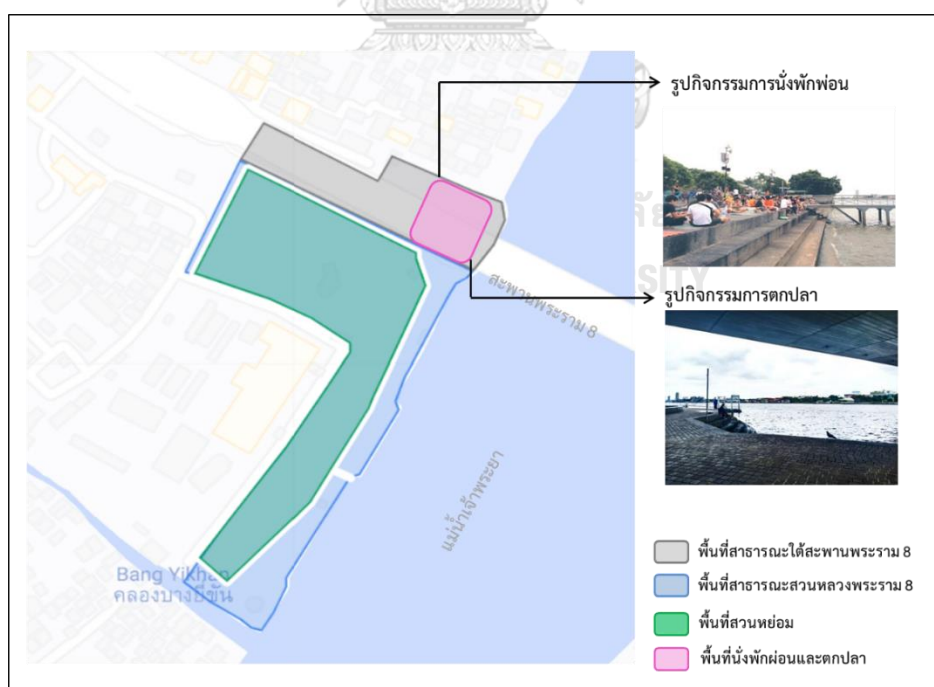 รูปกิจกรรมการนั่งพักพ่อน
ลัย
SITY
รูปกิจกรรมการตกปลา
สะพานพระราม 8
แม่น้ำเจ้าพระยา
Bang Yikhan
คลองบางยี่ขัน
พื้นที่สาธารณะใต้สะพานพระราม 8
พื้นที่สาธารณะสวนหลวงพระราม 8
พื้นที่สวนหย่อม
พื้นที่นั่งพักผ่อนและตกปลา